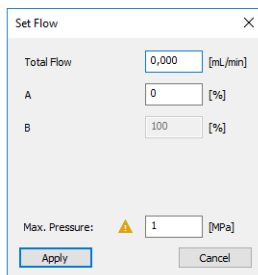 Set Flow
Total Flow 0,000 [mL/min]
A 0 [%]
B 100 [%]
Max. Pressure: 1 [MPa]
Apply Cancel